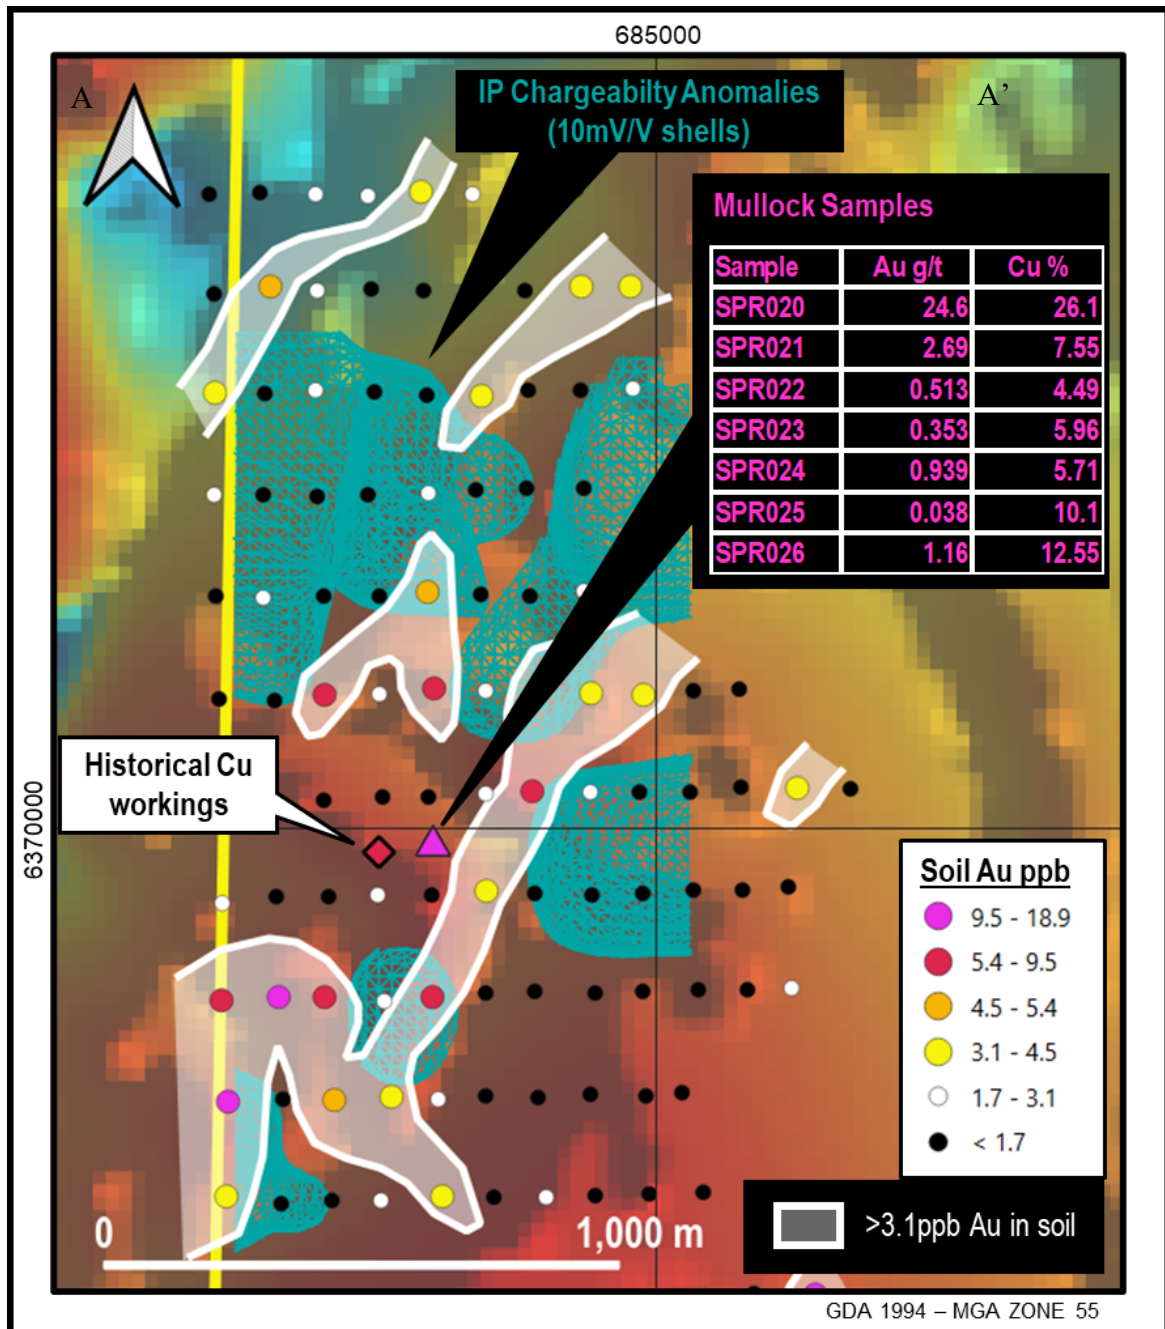 685000
A
A’
IP Chargeabilty Anomalies
(10mV/V shells)
Mullock Samples
Sample Au g/t Cu %
SPR020 24.6 26.1
SPR021 2.69 7.55
SPR022 0.513 4.49
SPR023 0.353 5.96
SPR024 0.939 5.71
SPR025 0.038 10.1
SPR026 1.16 12.55
Historical Cu
workings
6370000
Soil Au ppb
9.5 - 18.9
5.4 - 9.5
4.5 - 5.4
3.1 - 4.5
1.7 - 3.1
< 1.7
>3.1ppb Au in soil
0 1,000 m
GDA 1994 – MGA ZONE 55